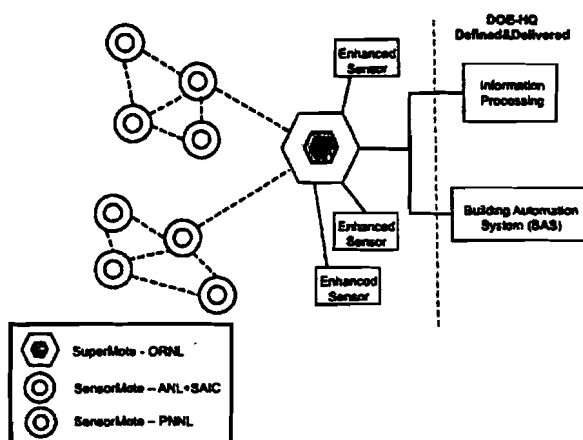 DOE-HQ
Defined&Delivered
Enhanced
Sensor
Information
Processing
Enhanced
Sensor
Building Automation
System (BAS)
Enhanced
Sensor
SuperMote - ORNL
SensorMote – ANL+SAIC
SensorMote – PNNL